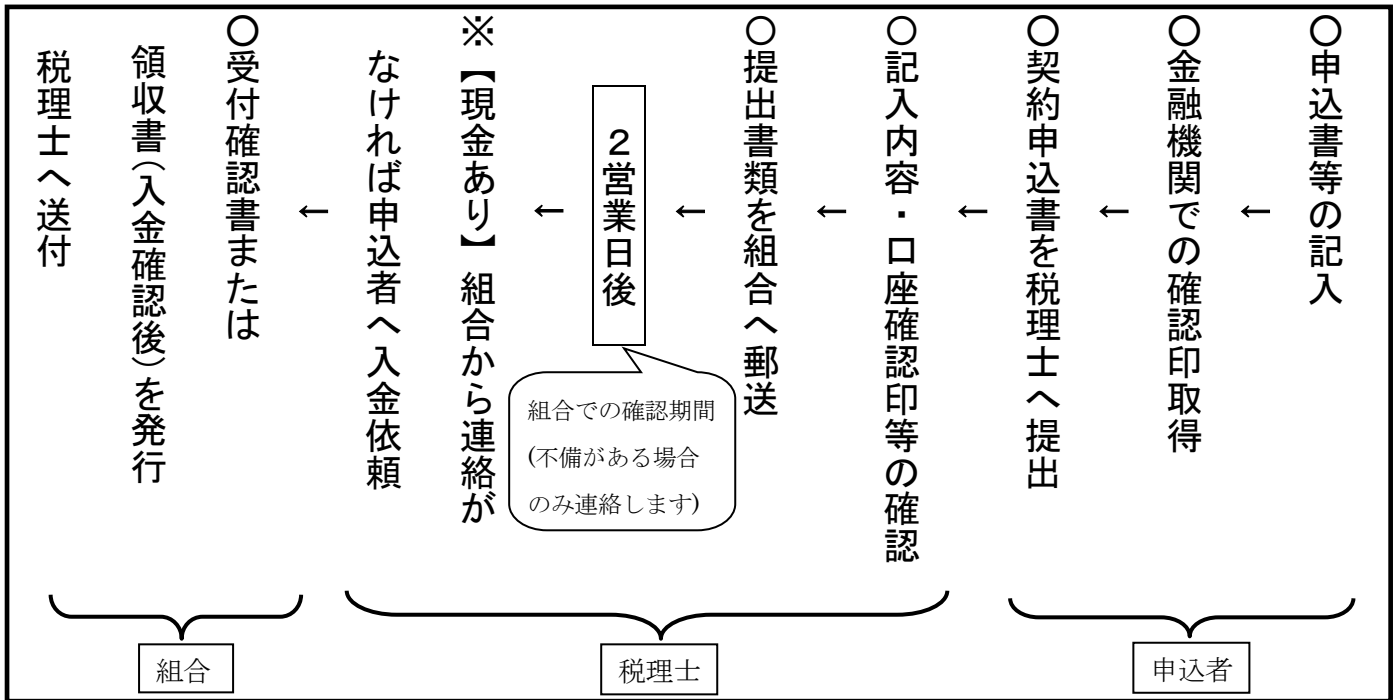 ○申込書等の記入
←
○金融機関での確認印取得
←
○契約申込書を税理士へ提出
←
○記入内容・口座確認印等の確認
←
○提出書類を組合へ郵送
←
２営業日後
組合での確認期間
(不備がある場合
のみ連絡します)
←
※【現金あり】組合から連絡が
なければ申込者へ入金依頼
←
○受付確認書または
領収書（入金確認後）を発行
税理士へ送付
申込者
税理士
組合